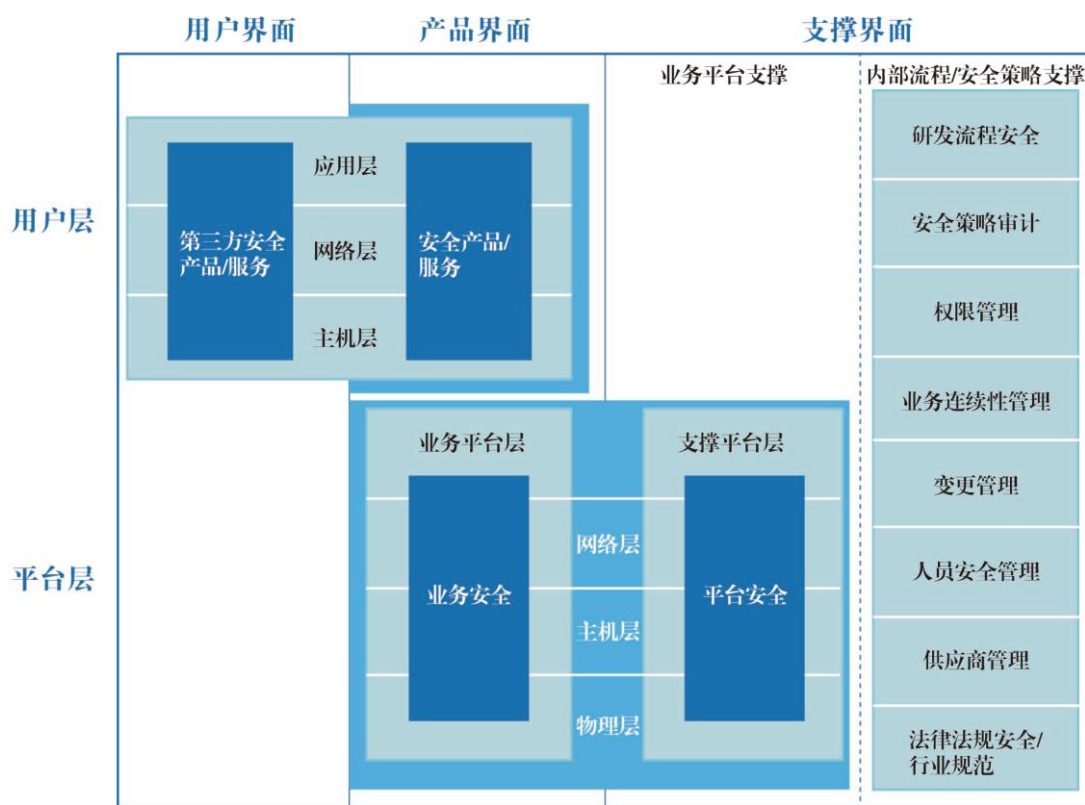 用户界面
产品界面
支撑界面
业务平台支撑
内部流程/安全策略支撑
用户层
应用层
网络层
主机层
第三方安全
产品/服务
安全产品/
服务
平台层
业务平台层
支撑平台层
网络层
主机层
物理层
业务安全
平台安全
研发流程安全
安全策略审计
权限管理
业务连续性管理
变更管理
人员安全管理
供应商管理
法律法规安全/
行业规范